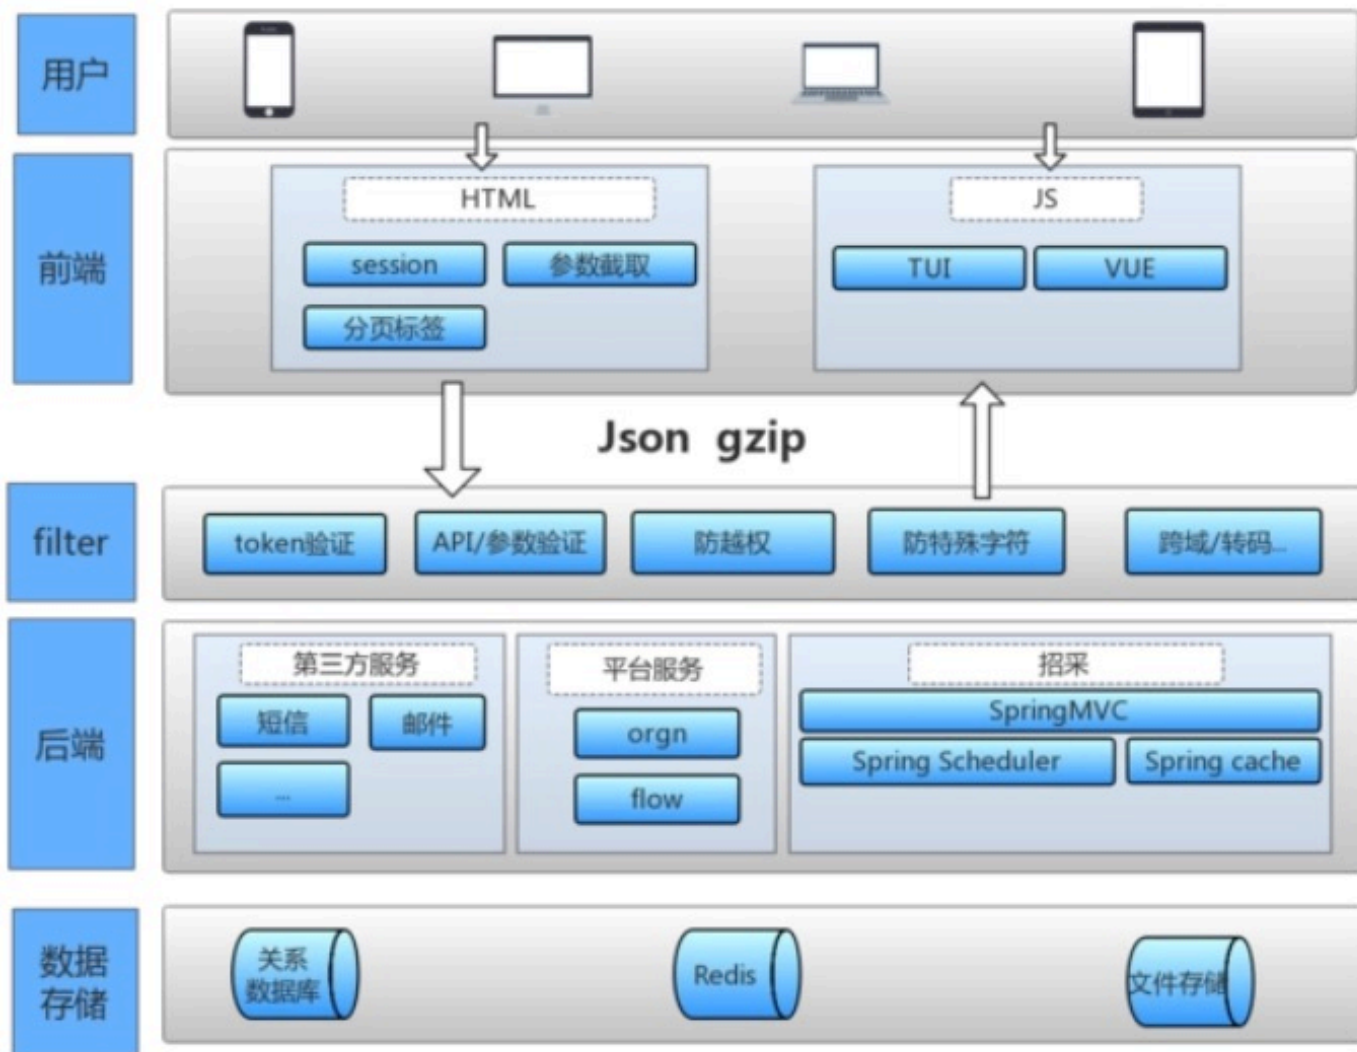 用户
前端
HTML
session
参数截取
分页标签
JS
TUI
VUE
Json gzip
filter
token验证
API/参数验证
防越权
防特殊字符
跨域/转码...
后端
第三方服务
短信
邮件
...
平台服务
orgn
flow
招采
SpringMVC
Spring Scheduler
Spring cache
数据
存储
关系
数据库
Redis
文件存储